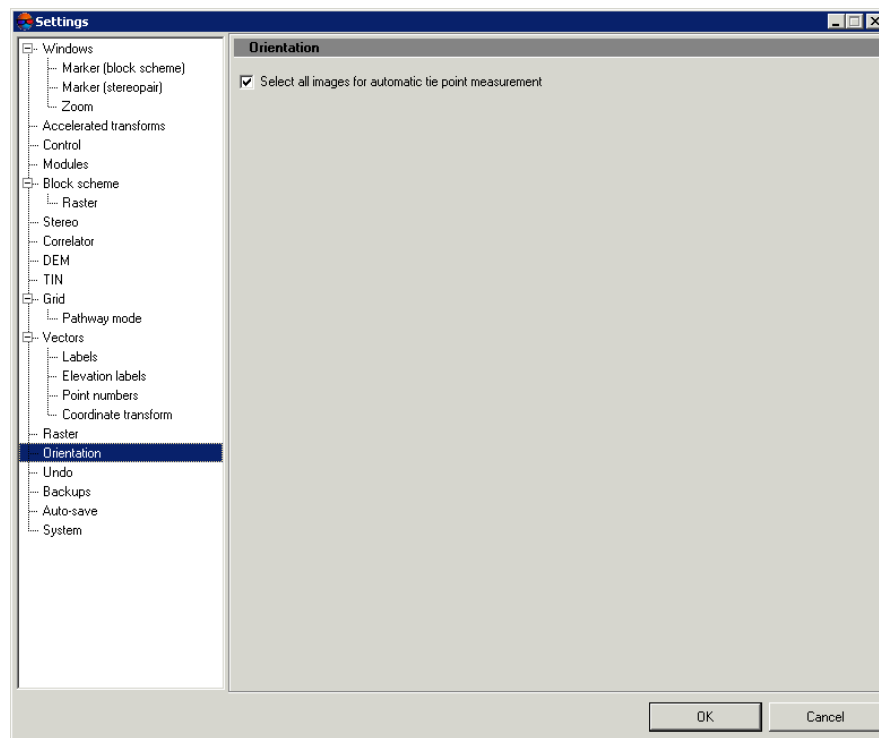 Settings
Windows
Marker (block scheme)
Marker (stereopair)
Zoom
Accelerated transforms
Control
Modules
Block scheme
Raster
Stereo
Correlator
DEM
TIN
Grid
Pathway mode
Vectors
Labels
Elevation labels
Point numbers
Coordinate transform
Raster
Orientation
Undo
Backups
Auto-save
System
Orientation
Select all images for automatic tie point measurement
OK
Cancel